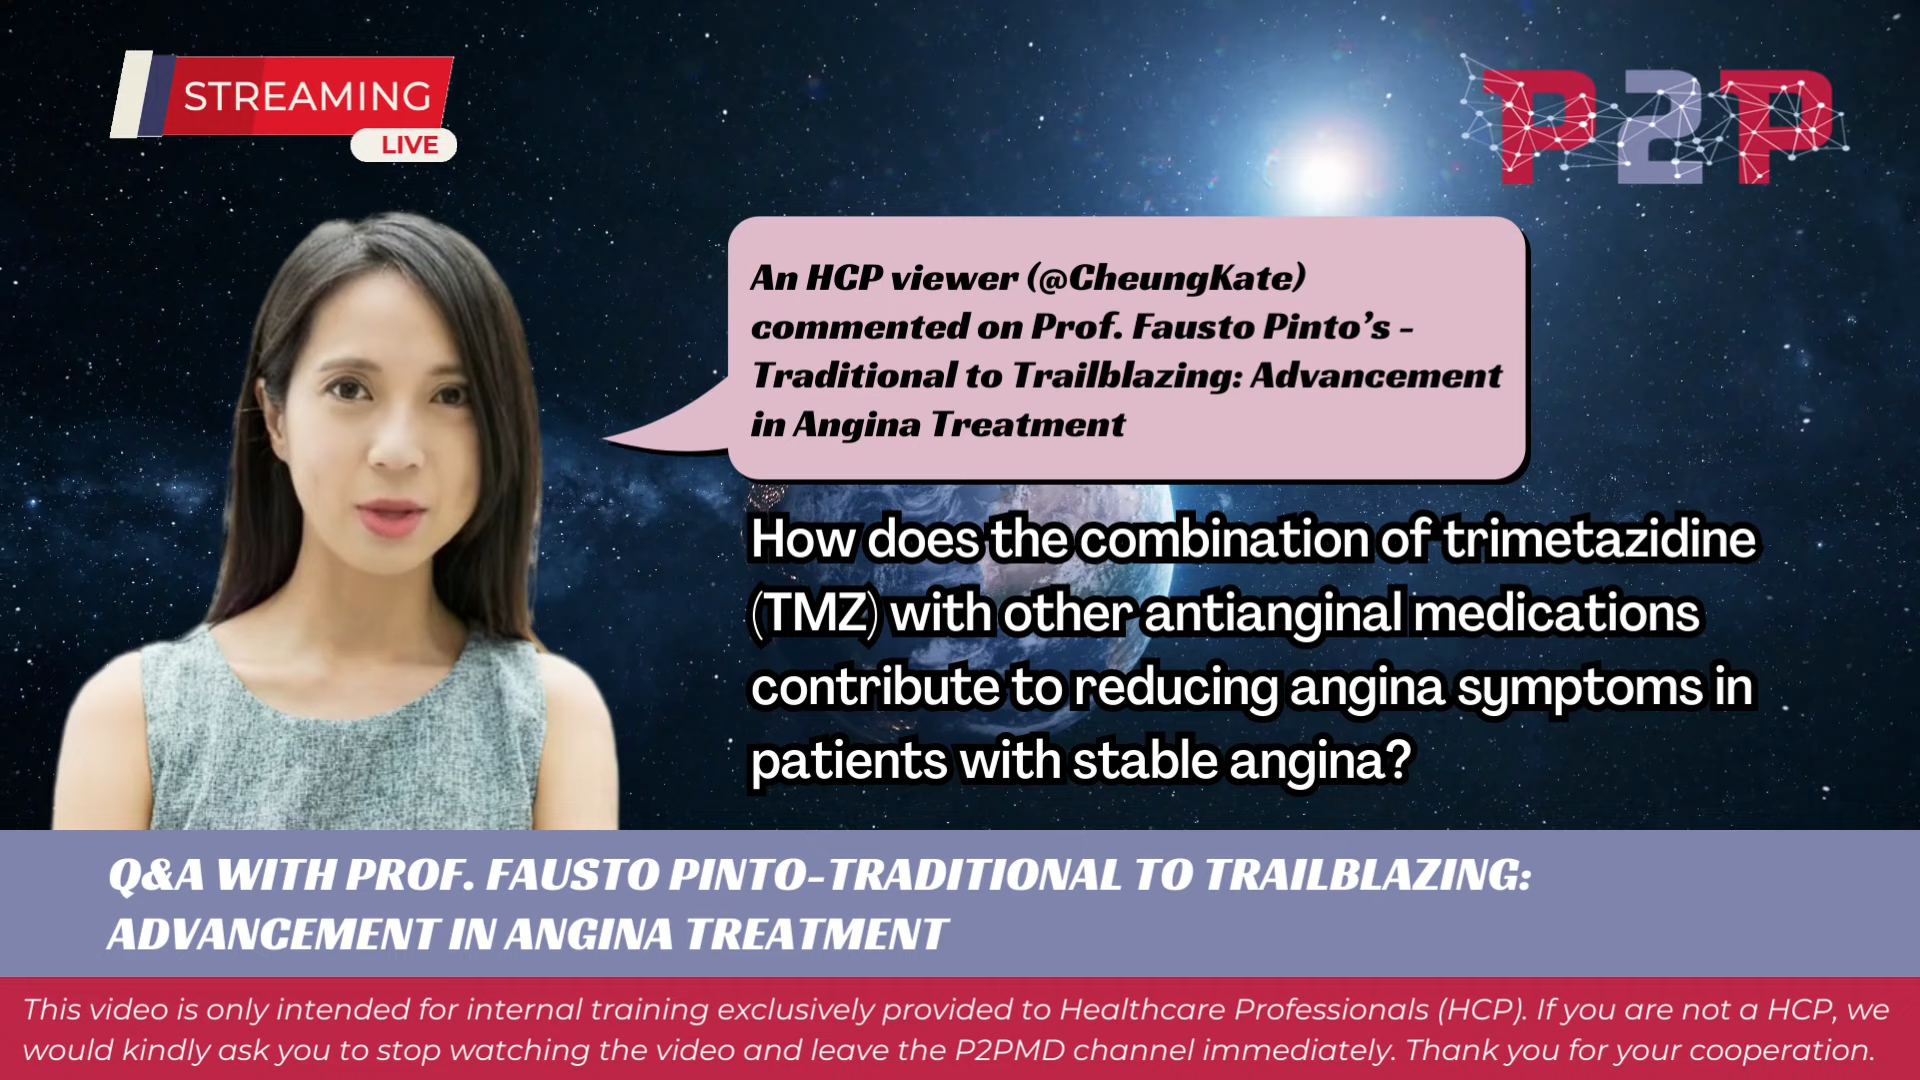 STREAMING
LIVE
P2P
An HCP viewer (@CheungKate)
commented on Prof. Fausto Pinto’s -
Traditional to Trailblazing: Advancement
in Angina Treatment
How does the combination of trimetazidine
(TMZ) with other antianginal medications
contribute to reducing angina symptoms in
patients with stable angina?
Q&A WITH PROF. FAUSTO PINTO-TRADITIONAL TO TRAILBLAZING:
ADVANCEMENT IN ANGINA TREATMENT
This video is only intended for internal training exclusively provided to Healthcare Professionals (HCP). If you are not a HCP, we
would kindly ask you to stop watching the video and leave the P2PMD channel immediately. Thank you for your cooperation.